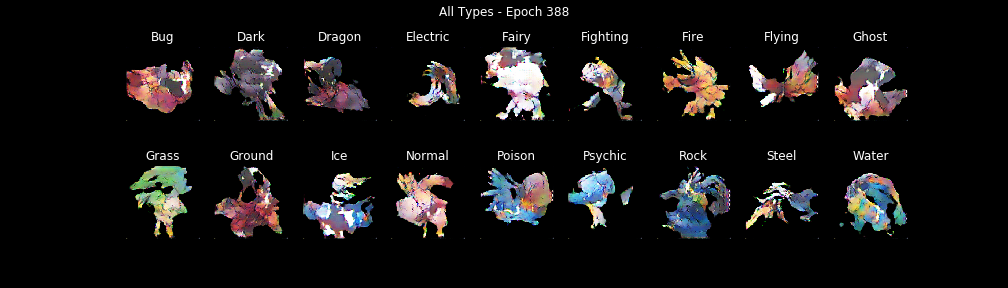 All Types - Epoch 388
Bug Dark Dragon Electric Fairy Fighting Fire Flying Ghost
Grass Ground Ice Normal Poison Psychic Rock Steel Water